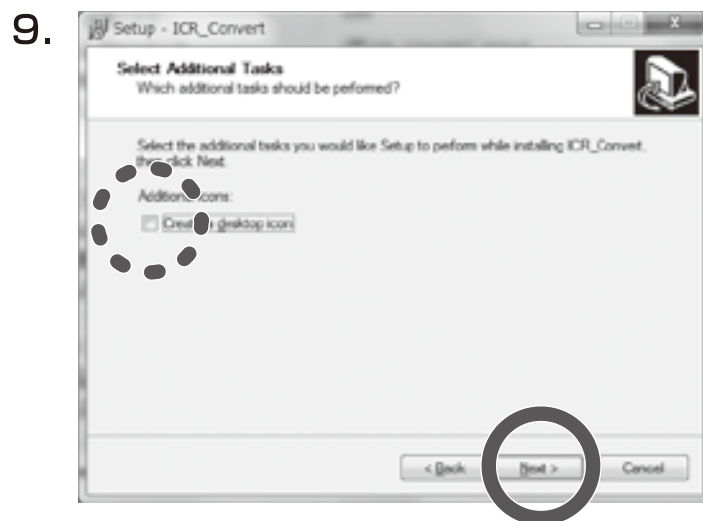 9.
Setup - ICR_Convert
Select Additional Tasks
Which additional tasks should be performed?
Select the additional tasks you would like Setup to perform while installing ICR_Convert,
then click Next.
Additional icons:
Create a desktop icon
< Back
Next >
Cancel